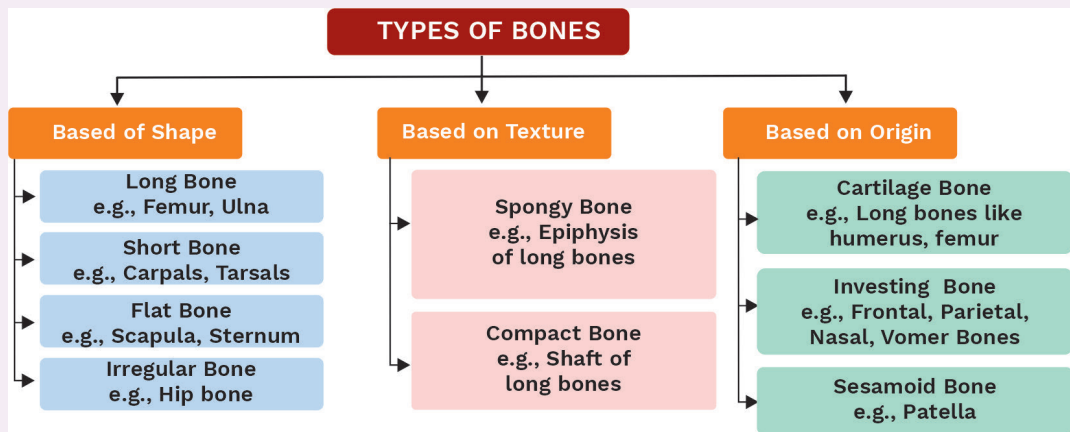 TYPES OF BONES
Based of Shape
Long Bone
e.g., Femur, Ulna
Short Bone
e.g., Carpals, Tarsals
Flat Bone
e.g., Scapula, Sternum
Irregular Bone
e.g., Hip bone
Based on Texture
Spongy Bone
e.g., Epiphysis
of long bones
Compact Bone
e.g., Shaft of
long bones
Based on Origin
Cartilage Bone
e.g., Long bones like
humerus, femur
Investing Bone
e.g., Frontal, Parietal,
Nasal, Vomer Bones
Sesamoid Bone
e.g., Patella